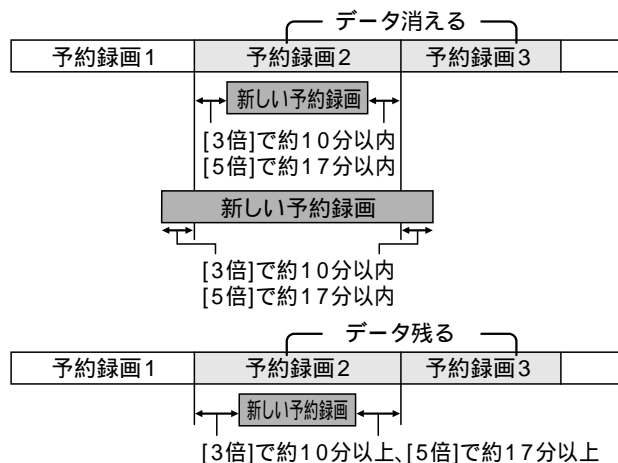 データ消える
予約録画1 予約録画2 予約録画3
新しい予約録画
[3倍]で約10分以内
[5倍]で約17分以内
新しい予約録画
[3倍]で約10分以内
[5倍]で約17分以内
データ残る
予約録画1 予約録画2 予約録画3
新しい予約録画
[3倍]で約10分以上、[5倍]で約17分以上